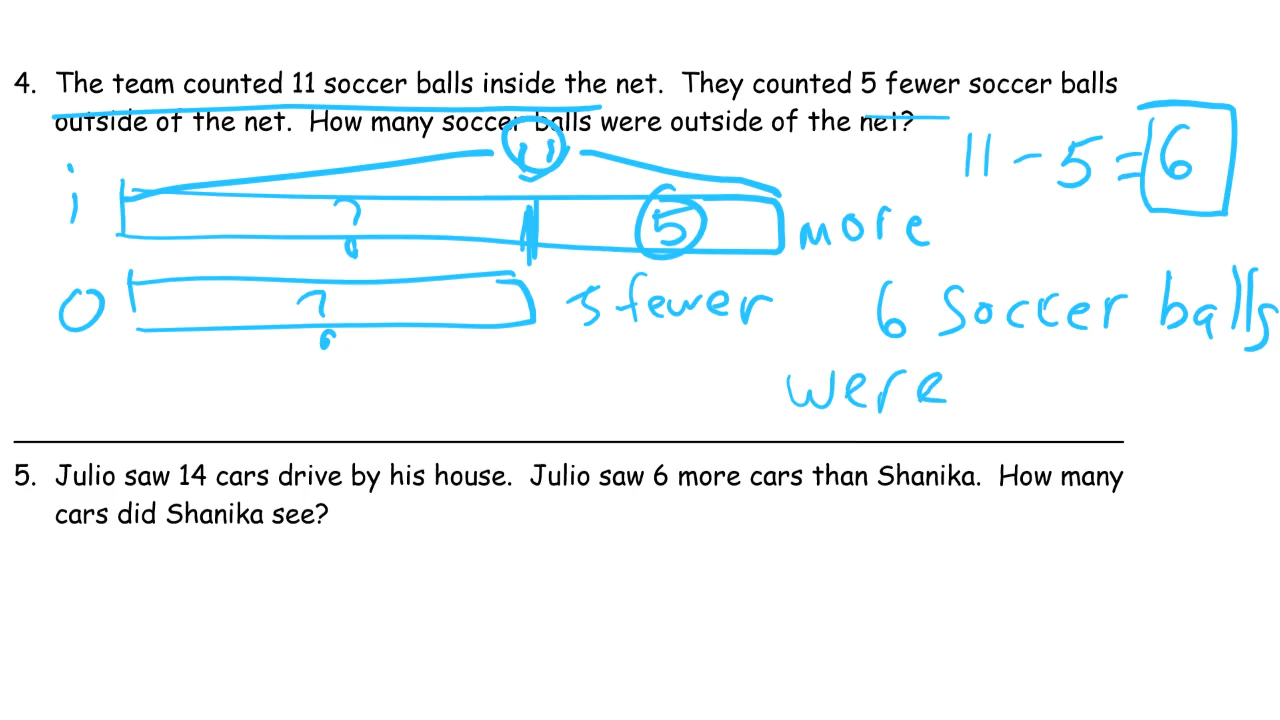 4. The team counted 11 soccer balls inside the net. They counted 5 fewer soccer balls
outside of the net. How many soccer balls were outside of the net?
11
11 - 5 = 6
i ? 5 more
6
O ? 5 fewer
6
6 soccer balls
were
5. Julio saw 14 cars drive by his house. Julio saw 6 more cars than Shanika. How many
cars did Shanika see?